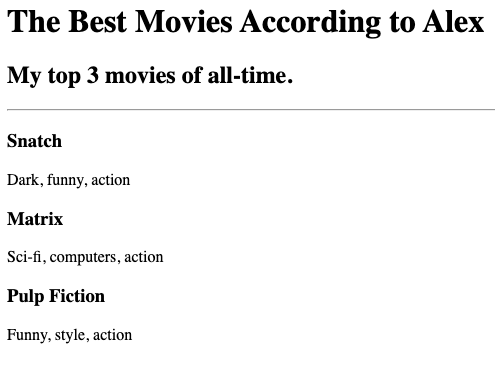 The Best Movies According to Alex
My top 3 movies of all-time.
Snatch
Dark, funny, action
Matrix
Sci-fi, computers, action
Pulp Fiction
Funny, style, action